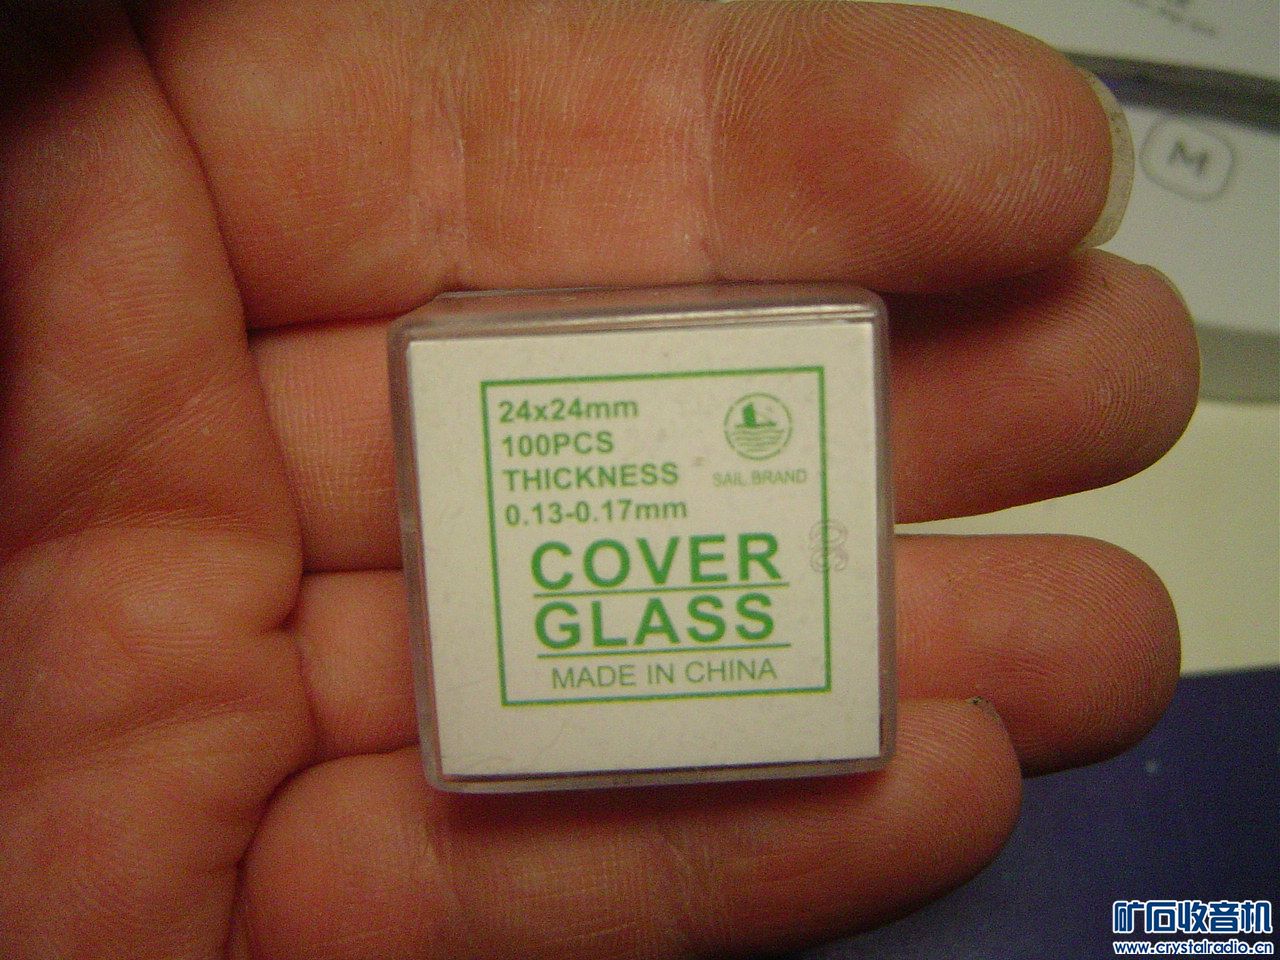 M
24x24mm
100PCS
THICKNESS
0.13-0.17mm
SAIL BRAND
COVER
GLASS
MADE IN CHINA
矿石收音机
www.crystalradio.cn